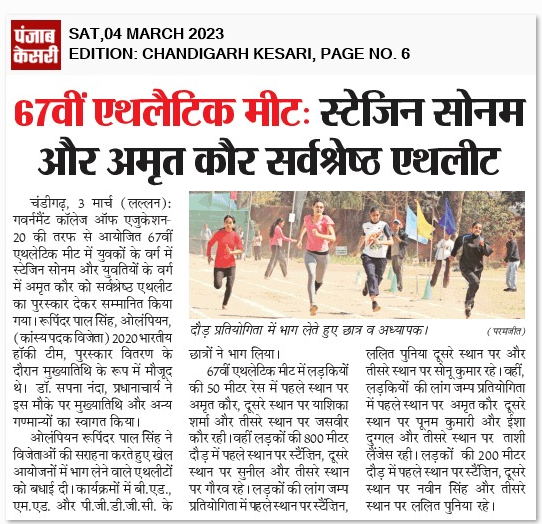 पंजाब
केसरी
SAT,04 MARCH 2023
EDITION: CHANDIGARH KESARI, PAGE NO. 6
67वीं एथलैटिक मीटः स्टेजिन सोनम
और अमृत कौर सर्वश्रेष्ठ एथलीट
चंडीगढ़, 3 मार्च (लल्लन):
गवर्नमैंट कॉलेज ऑफ एजुकेशन-
20 की तरफ से आयोजित 67वीं
एथलेटिक मीट में युवकों के वर्ग में
स्टेजिन सोनम और युवतियों के वर्ग
में अमृत कौर को सर्वश्रेष्ठ एथलीट
का पुरस्कार देकर सम्मानित किया
गया। रूपिंदर पाल सिंह, ओलंपियन,
(कांस्य पदक विजेता) 2020 भारतीय
हॉकी टीम, पुरस्कार वितरण के
दौरान मुख्यातिथि के रूप में मौजूद
थे। डॉ. सपना नंदा, प्रधानाचार्य ने
इस मौके पर मुख्यातिथि और अन्य
गण्मान्यों का स्वागत किया।
ओलंपियन रूपिंदर पाल सिंह ने
विजेताओं की सराहना करते हुए खेल
आयोजनों में भाग लेने वाले एथलीटों
को बधाई दी। कार्यक्रमों में बी.एड.,
एम.एड. और पी.जी.डी.जी.सी. के
दौड़ प्रतियोगिता में भाग लेते हुए छात्र व अध्यापक। (परमजीत)
छात्रों ने भाग लिया।
67वीं एथलेटिक मीट में लड़कियों
की 50 मीटर रेस में पहले स्थान पर
अमृत कौर, दूसरे स्थान पर याशिका
शर्मा और तीसरे स्थान पर जसवीर
कौर रही। वहीं लड़कों की 800 मीटर
दौड़ में पहले स्थान पर स्टैंज़िन, दूसरे
स्थान पर सुनील और तीसरे स्थान
पर गौरव रहे। लड़कों की लांग जम्प
प्रतियोगिता में पहले स्थान पर स्टैंज़िन,
ललित पुनिया दूसरे स्थान पर और
तीसरे स्थान पर सोनू कुमार रहे। वहीं,
लड़कियों की लांग जम्प प्रतियोगिता
में पहले स्थान पर अमृत कौर दूसरे
स्थान पर पूनम कुमारी और ईशा
दुग्गल और तीसरे स्थान पर ताशी
लैंजेस रही। लड़कों की 200 मीटर
दौड़ में पहले स्थान पर स्टैंज़िन, दूसरे
स्थान पर नवीन सिंह और तीसरे
स्थान पर ललित पुनिया रहे।